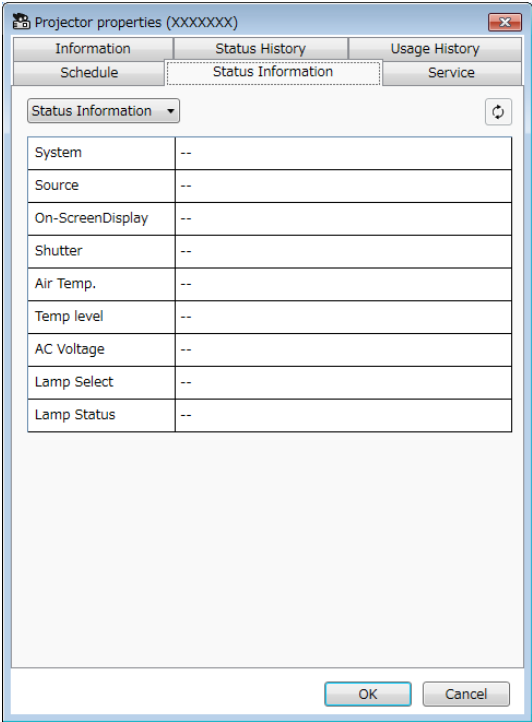 Projector properties (XXXXXXX)
Information Status History Usage History
Schedule Status Information Service
Status Information
System --
Source --
On-ScreenDisplay --
Shutter --
Air Temp. --
Temp level --
AC Voltage --
Lamp Select --
Lamp Status --
OK Cancel